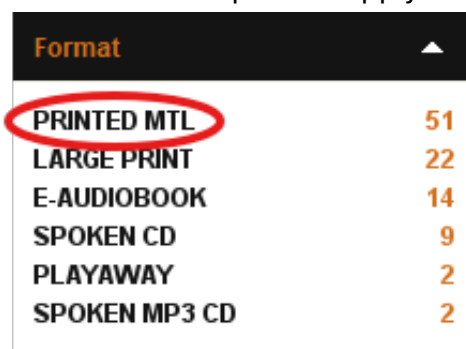 Format
PRINTED MTL 51
LARGE PRINT 22
E-AUDIOBOOK 14
SPOKEN CD 9
PLAYAWAY 2
SPOKEN MP3 CD 2